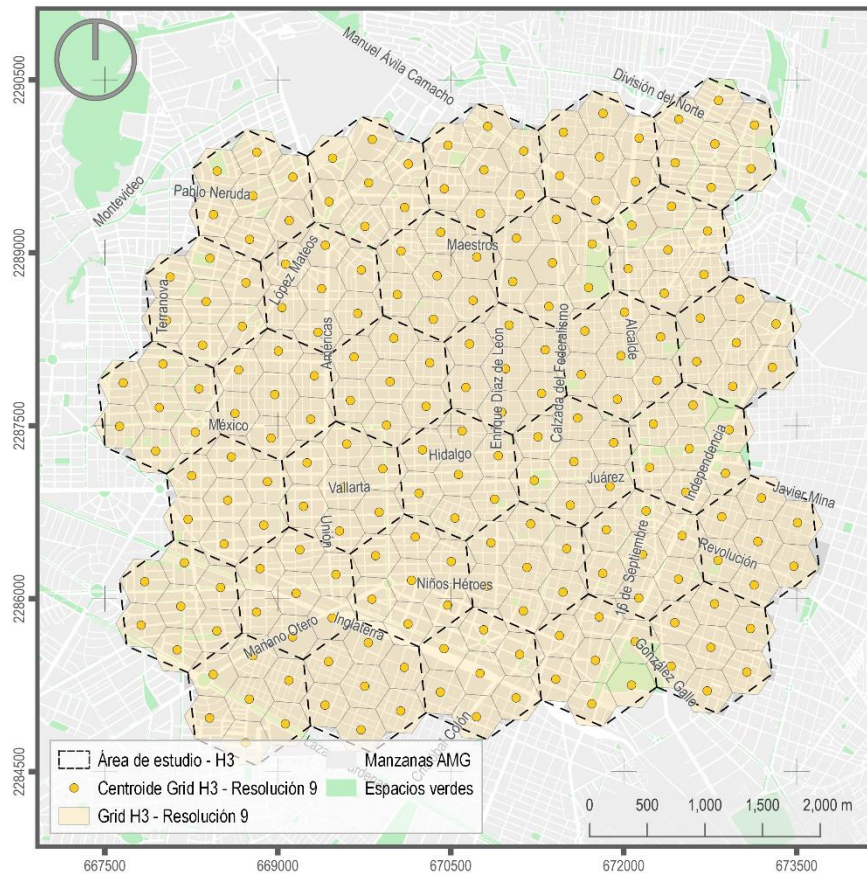 2290500
2289000
2287500
2286000
2284500
Manuel Ávila Camacho
División del Norte
Montevideo
Pablo Neruda
Maestros
López Mateos
Terranova
Américas
Enrique Díaz de León
Calzada del Federalismo
Alcalde
México
Hidalgo
Vallarta
Juárez
Independencia
Javier Mina
Unión
16 de Septiembre
Revolución
Niños Héroes
Mariano Otero
Inglaterra
González Gallo
Colón
Área de estudio - H3
Centroide Grid H3 - Resolución 9
Grid H3 - Resolución 9
Manzanas AMG
Espacios verdes
0 500 1,000 1,500 2,000 m
667500 669000 670500 672000 673500